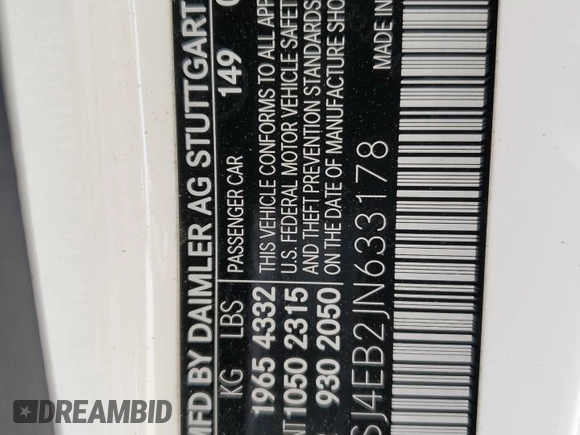 MFD BY DAIMLER AG STUTTGART
149
KG LBS PASSENGER CAR
1965 4332 THIS VEHICLE CONFORMS TO ALL APP
1050 2315 U.S. FEDERAL MOTOR VEHICLE SAFET
930 2050 AND THEFT PREVENTION STANDARDS
ON THE DATE OF MANUFACTURE SHO
SJ4EB2JN633178 MADE IN
DREAMBID